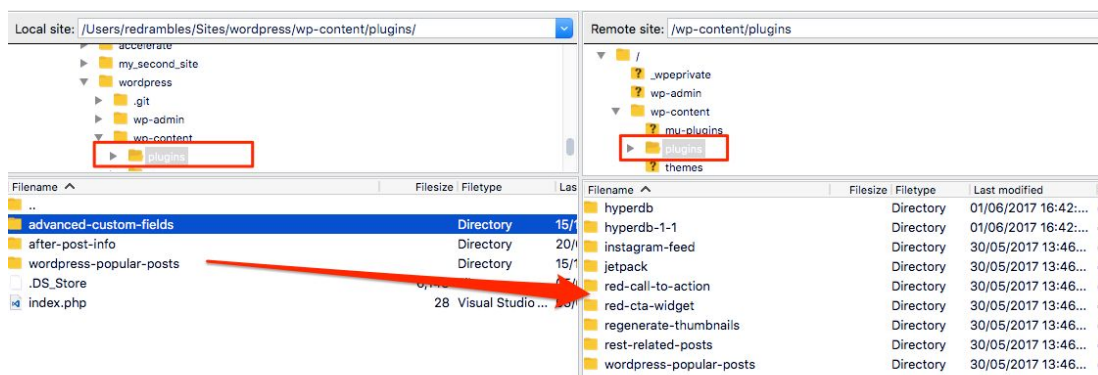 Local site: /Users/redrambles/Sites/wordpress/wp-content/plugins/
accelerate
my_second_site
wordpress
.git
wp-admin
wp-content
plugins
Filename Filesize Filetype Las
..
advanced-custom-fields Directory 15/1
after-post-info Directory 20/
wordpress-popular-posts Directory 15/1
.DS_Store
index.php 28 Visual Studio ...
Remote site: /wp-content/plugins
/
_wpeprivate
wp-admin
wp-content
mu-plugins
plugins
themes
Filename Filesize Filetype Last modified
hyperdb Directory 01/06/2017 16:42:...
hyperdb-1-1 Directory 01/06/2017 16:42:...
instagram-feed Directory 30/05/2017 13:46...
jetpack Directory 30/05/2017 13:46...
red-call-to-action Directory 30/05/2017 13:46...
red-cta-widget Directory 30/05/2017 13:46...
regenerate-thumbnails Directory 30/05/2017 13:46...
rest-related-posts Directory 30/05/2017 13:46...
wordpress-popular-posts Directory 30/05/2017 13:46...